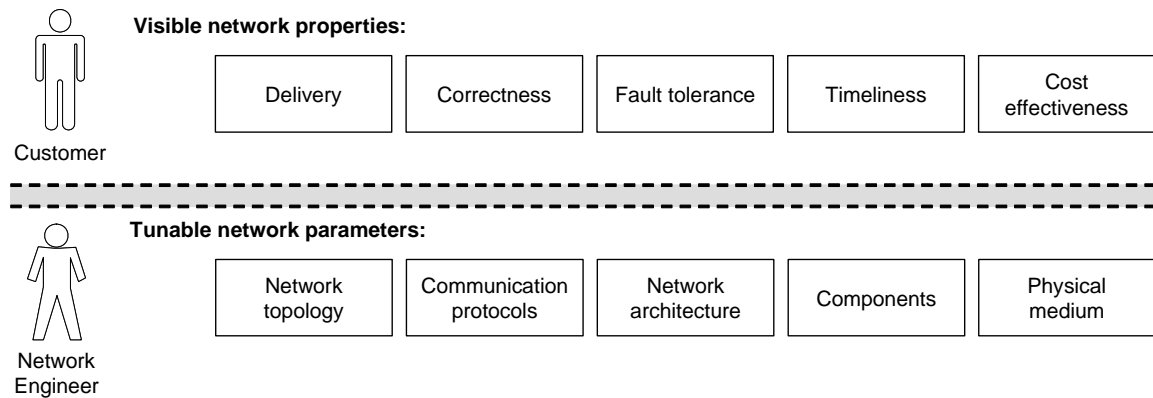 Visible network properties:
Delivery
Correctness
Fault tolerance
Timeliness
Cost
effectiveness
Customer
Tunable network parameters:
Network
topology
Communication
protocols
Network
architecture
Components
Physical
medium
Network
Engineer